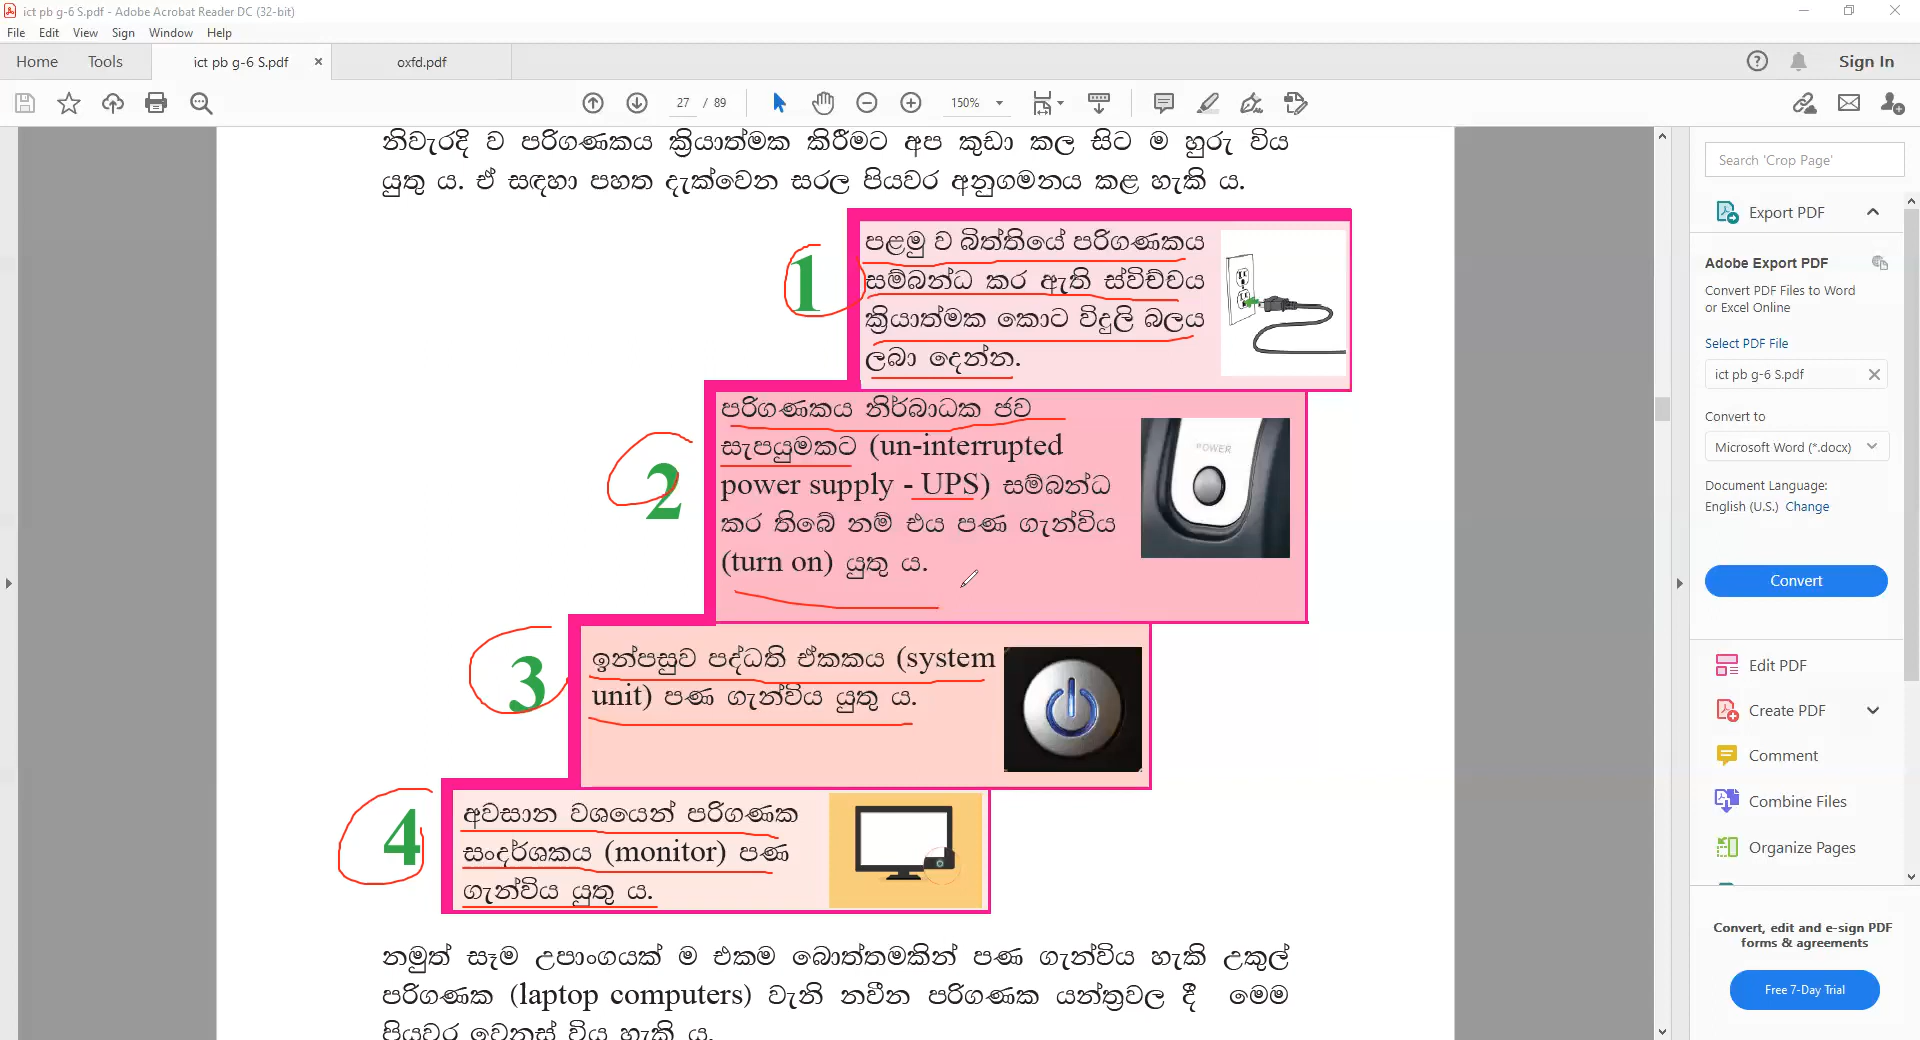 ict pb g-6 S.pdf - Adobe Acrobat Reader DC (32-bit)
File Edit View Sign Window Help
Home Tools ict pb g-6 S.pdf × oxfd.pdf Sign In
27 / 89 150%
නිවැරදි ව පරිගණකය ක්‍රියාත්මක කිරීමට අප කුඩා කල සිට ම හුරු විය
යුතු ය. ඒ සඳහා පහත දැක්වෙන සරල පියවර අනුගමනය කළ හැකි ය.
1
පළමු ව බිත්තියේ පරිගණකය
සම්බන්ධ කර ඇති ස්විච්චය
ක්‍රියාත්මක කොට විදුලි බලය
ලබා දෙන්න.
2
පරිගණකය නිර්බාධක ජව
සැපයුමකට (un-interrupted
power supply - UPS) සම්බන්ධ
කර තිබේ නම් එය පණ ගැන්විය
(turn on) යුතු ය.
POWER
3
ඉන්පසුව පද්ධති ඒකකය (system
unit) පණ ගැන්විය යුතු ය.
4
අවසාන වශයෙන් පරිගණක
සංදර්ශකය (monitor) පණ
ගැන්විය යුතු ය.
නමුත් සෑම උපාංගයක් ම එකම බොත්තමකින් පණ ගැන්විය හැකි උකුල්
පරිගණක (laptop computers) වැනි නවීන පරිගණක යන්ත්‍රවල දී මෙම
පියවර වෙනස් විය හැකි ය.
Search 'Crop Page'
Export PDF
Adobe Export PDF
Convert PDF Files to Word
or Excel Online
Select PDF File
ict pb g-6 S.pdf
Convert to
Microsoft Word (*.docx)
Document Language:
English (U.S.) Change
Convert
Edit PDF
Create PDF
Comment
Combine Files
Organize Pages
Convert, edit and e-sign PDF
forms & agreements
Free 7-Day Trial